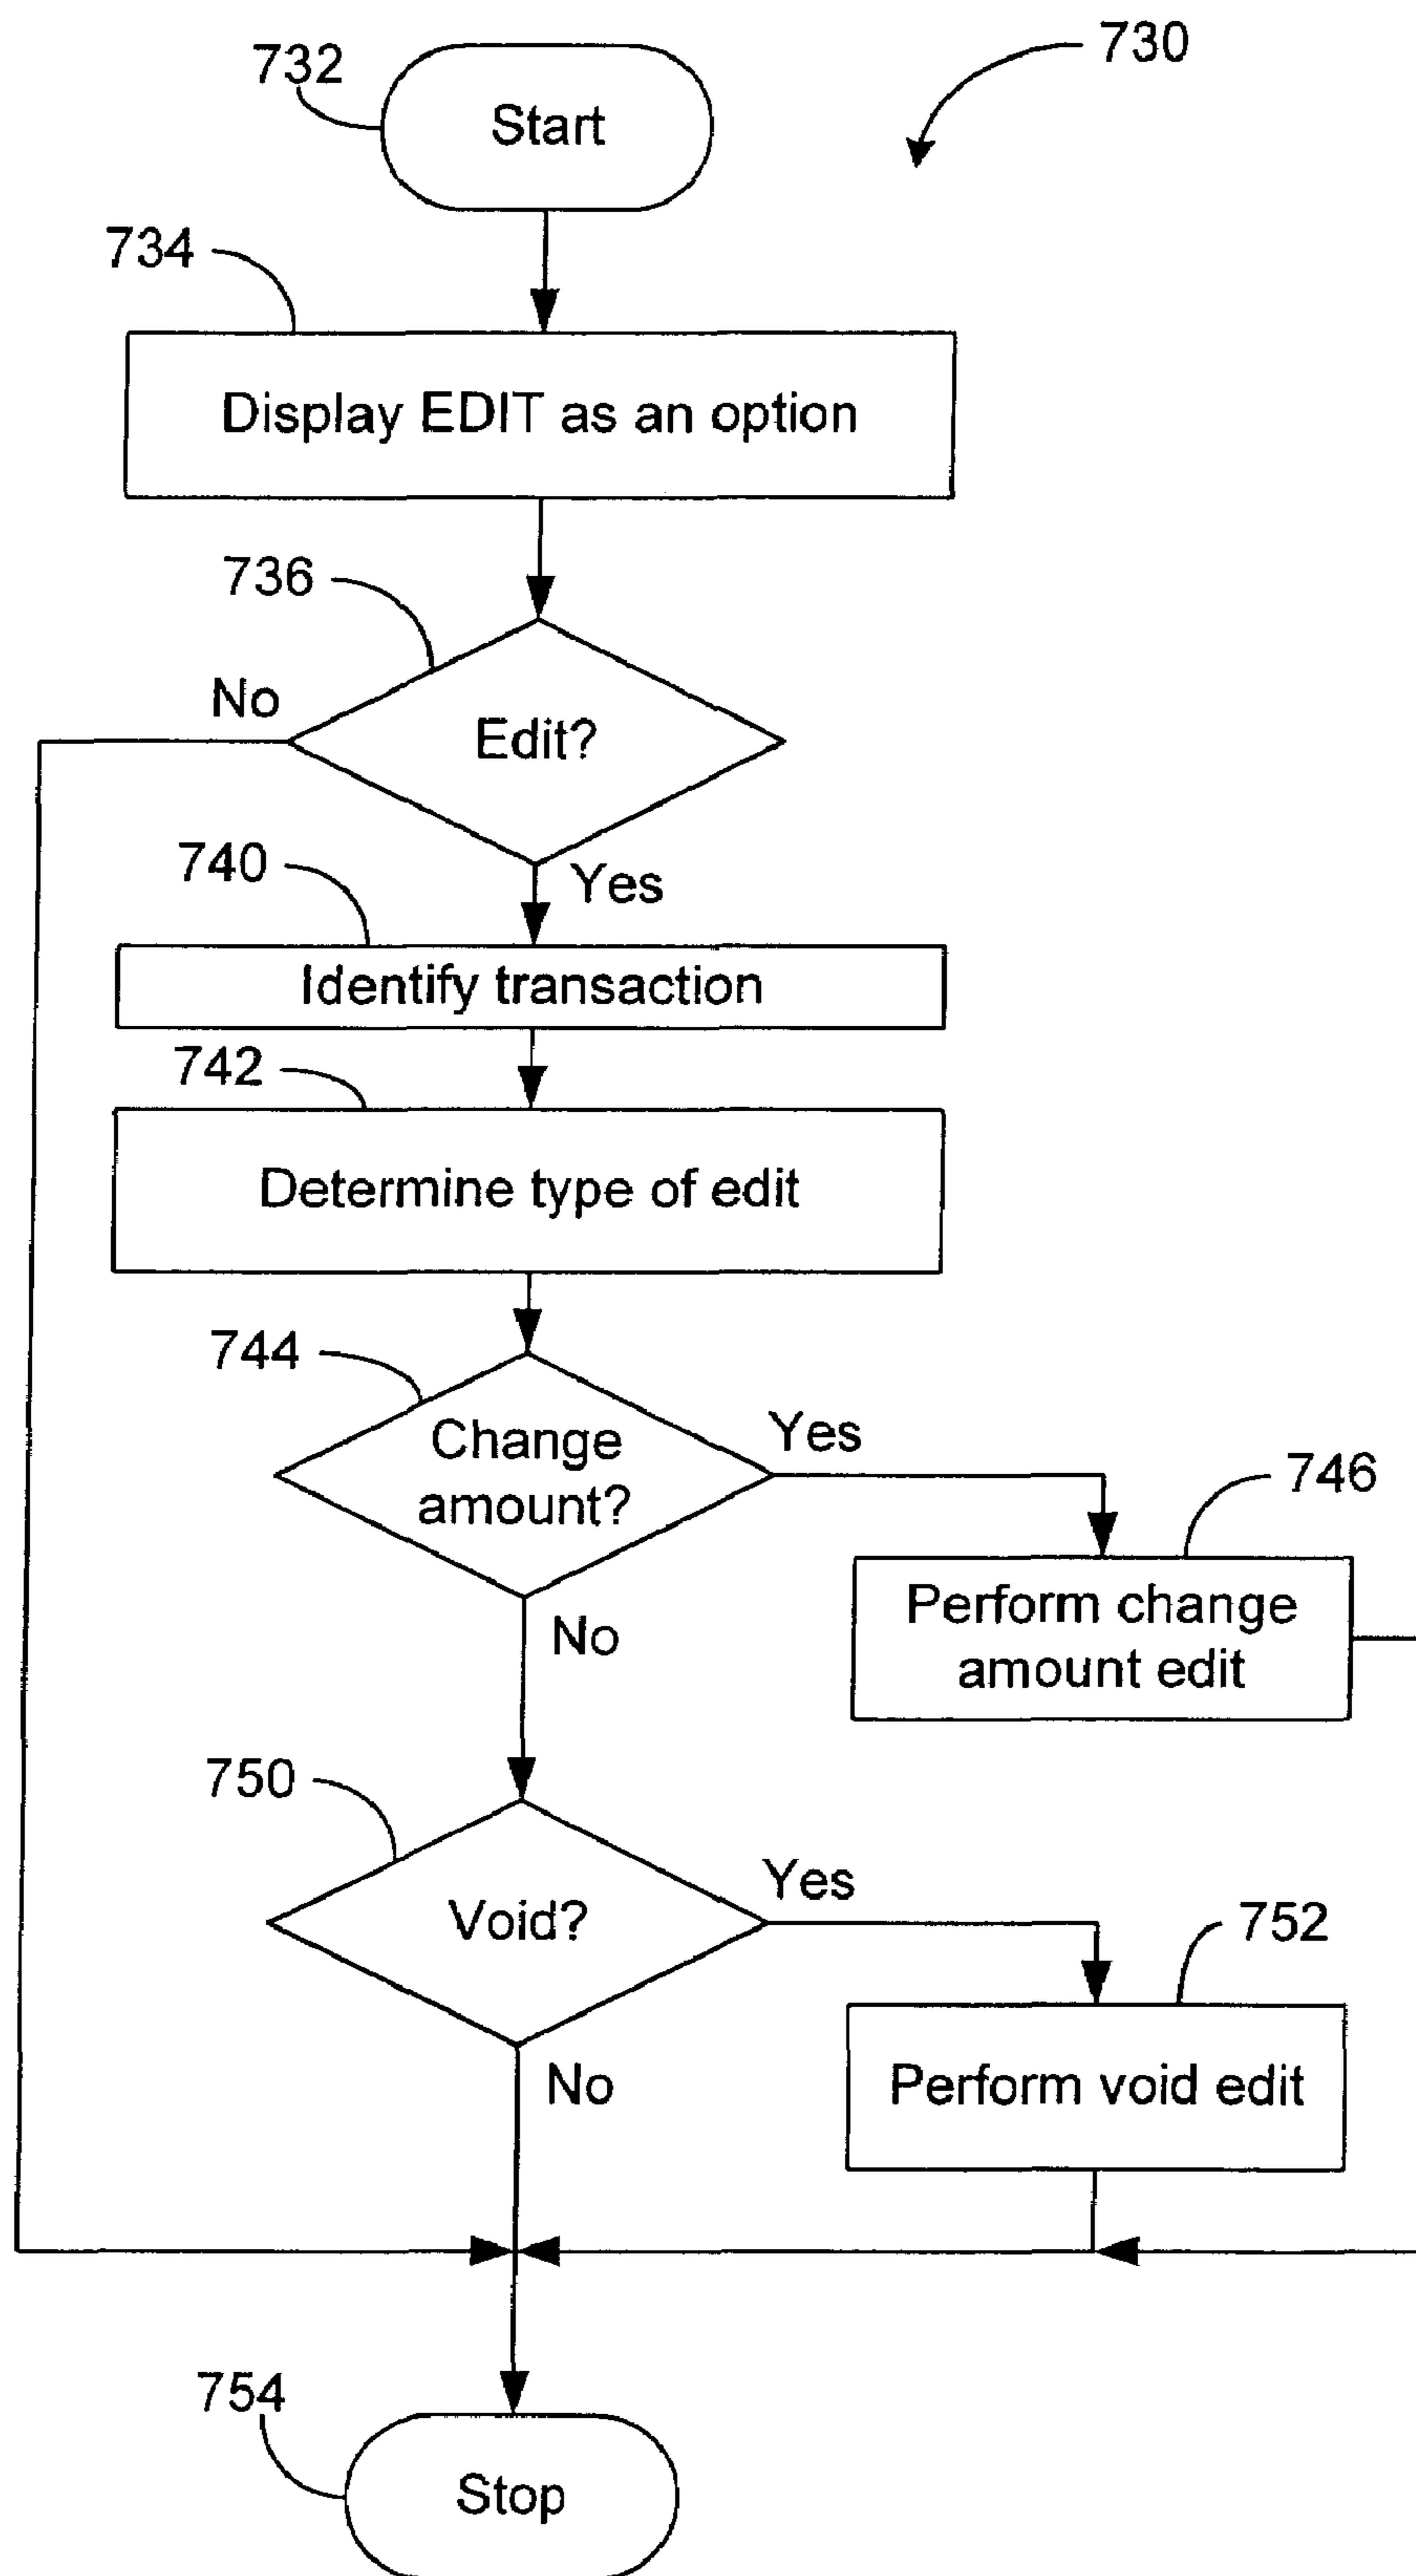 730
732
Start
734
Display EDIT as an option
736
No
Edit?
740
Yes
Identify transaction
742
Determine type of edit
744
Change
amount?
Yes
746
Perform change
amount edit
No
750
Void?
Yes
752
Perform void edit
No
754
Stop